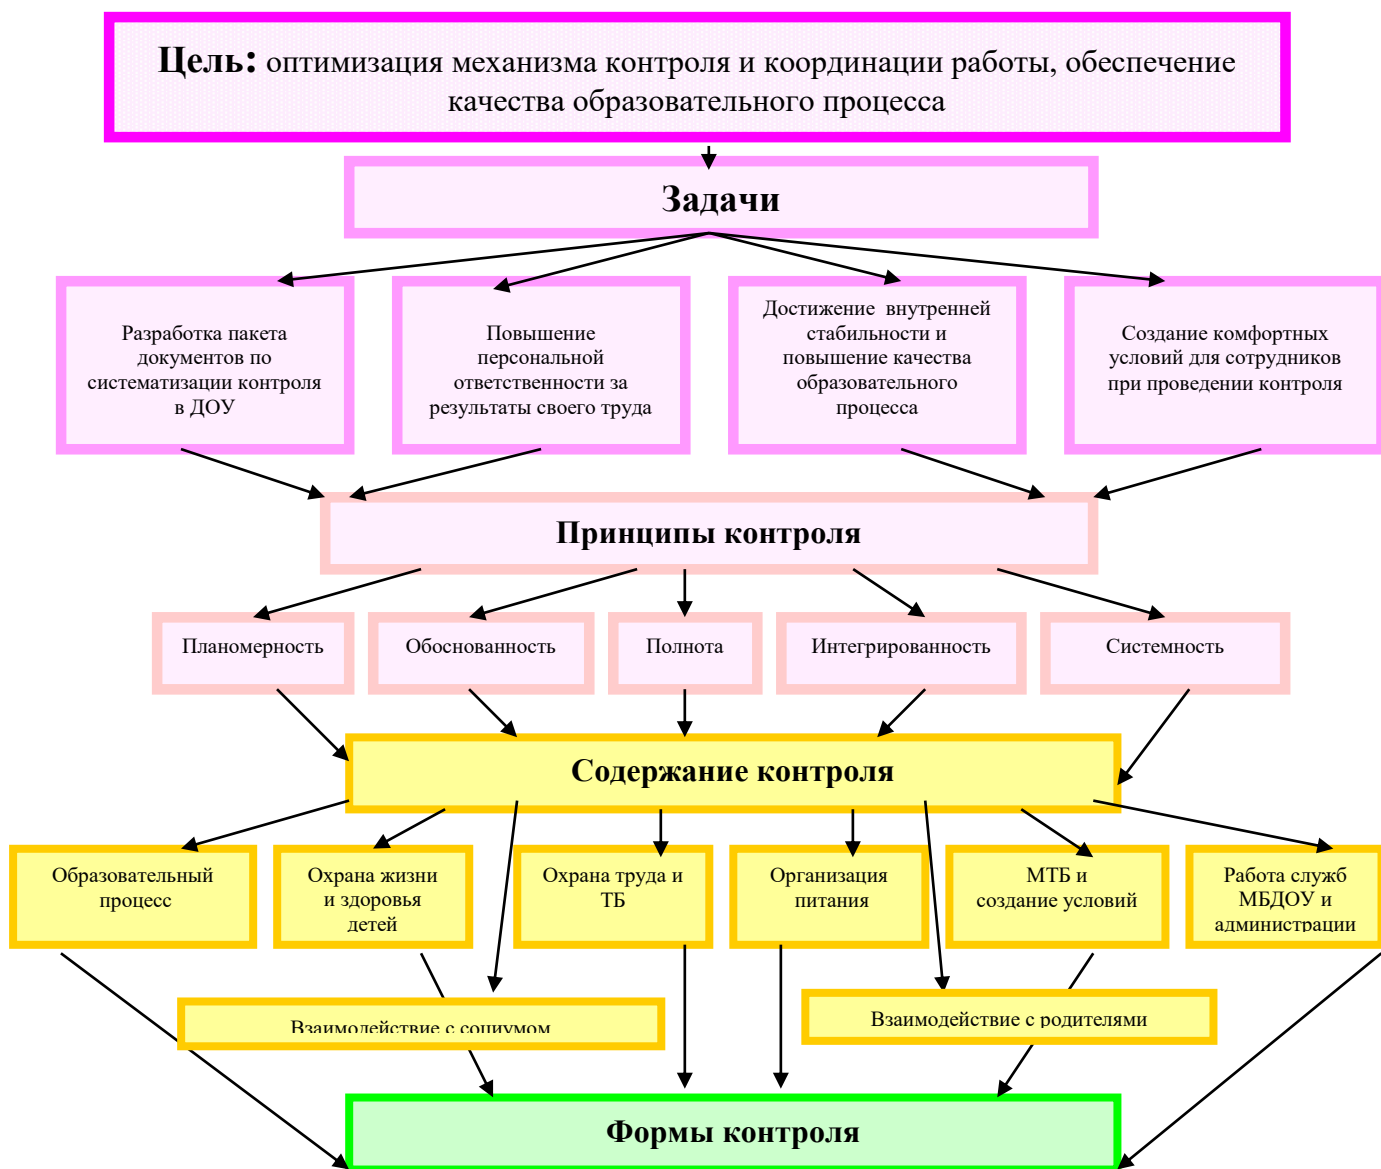 Цель: оптимизация механизма контроля и координации работы, обеспечение
качества образовательного процесса
Задачи
Разработка пакета
документов по
систематизации контроля
в ДОУ
Повышение
персональной
ответственности за
результаты своего труда
Достижение внутренней
стабильности и
повышение качества
образовательного
процесса
Создание комфортных
условий для сотрудников
при проведении контроля
Принципы контроля
Планомерность
Обоснованность
Полнота
Интегрированность
Системность
Содержание контроля
Образовательный
процесс
Охрана жизни
и здоровья
детей
Охрана труда и
ТБ
Организация
питания
МТБ и
создание условий
Работа служб
МБДОУ и
администрации
Взаимодействие с социумом
Взаимодействие с родителями
Формы контроля